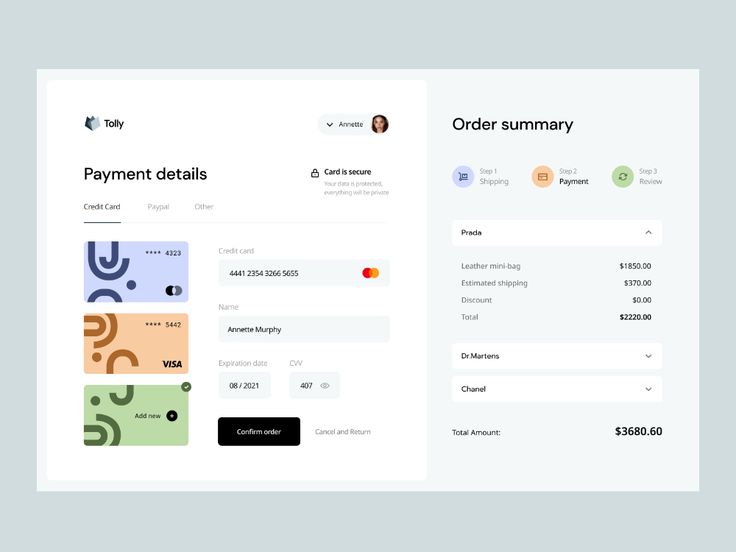 Tolly
Annette
Payment details
Card is secure
Your data is protected,
everything will be private
Credit Card
Paypal
Other
**** 4323
**** 5442
VISA
Add new +
Credit card
4441 2354 3266 5655
Name
Annette Murphy
Expiration date
CVV
08 / 2021
407
Confirm order
Cancel and Return
Order summary
Step 1
Shipping
Step 2
Payment
Step 3
Review
Prada
Leather mini-bag $1850.00
Estimated shipping $370.00
Discount $0.00
Total $2220.00
Dr.Martens
Chanel
Total Amount: $3680.60